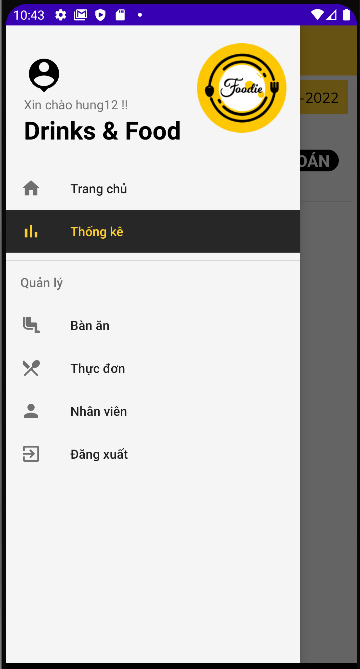 10:43
Foodie
Xin chào hung12 !!
Drinks & Food
-2022
Trang chủ
OÁN
Thống kê
Quản lý
Bàn ăn
Thực đơn
Nhân viên
Đăng xuất